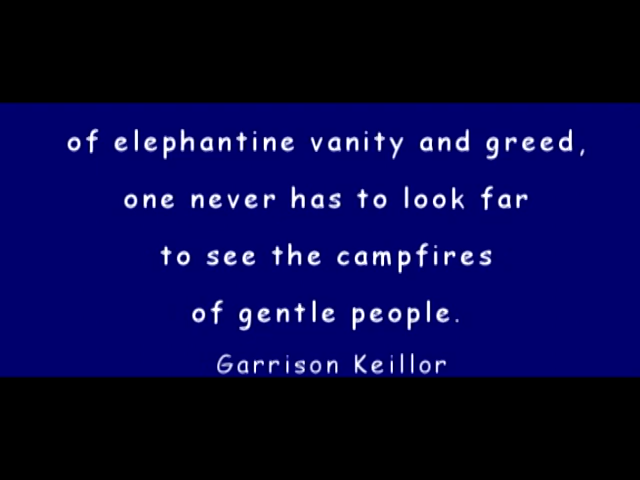 of elephantine vanity and greed,
one never has to look far
to see the campfires
of gentle people.
Garrison Keillor